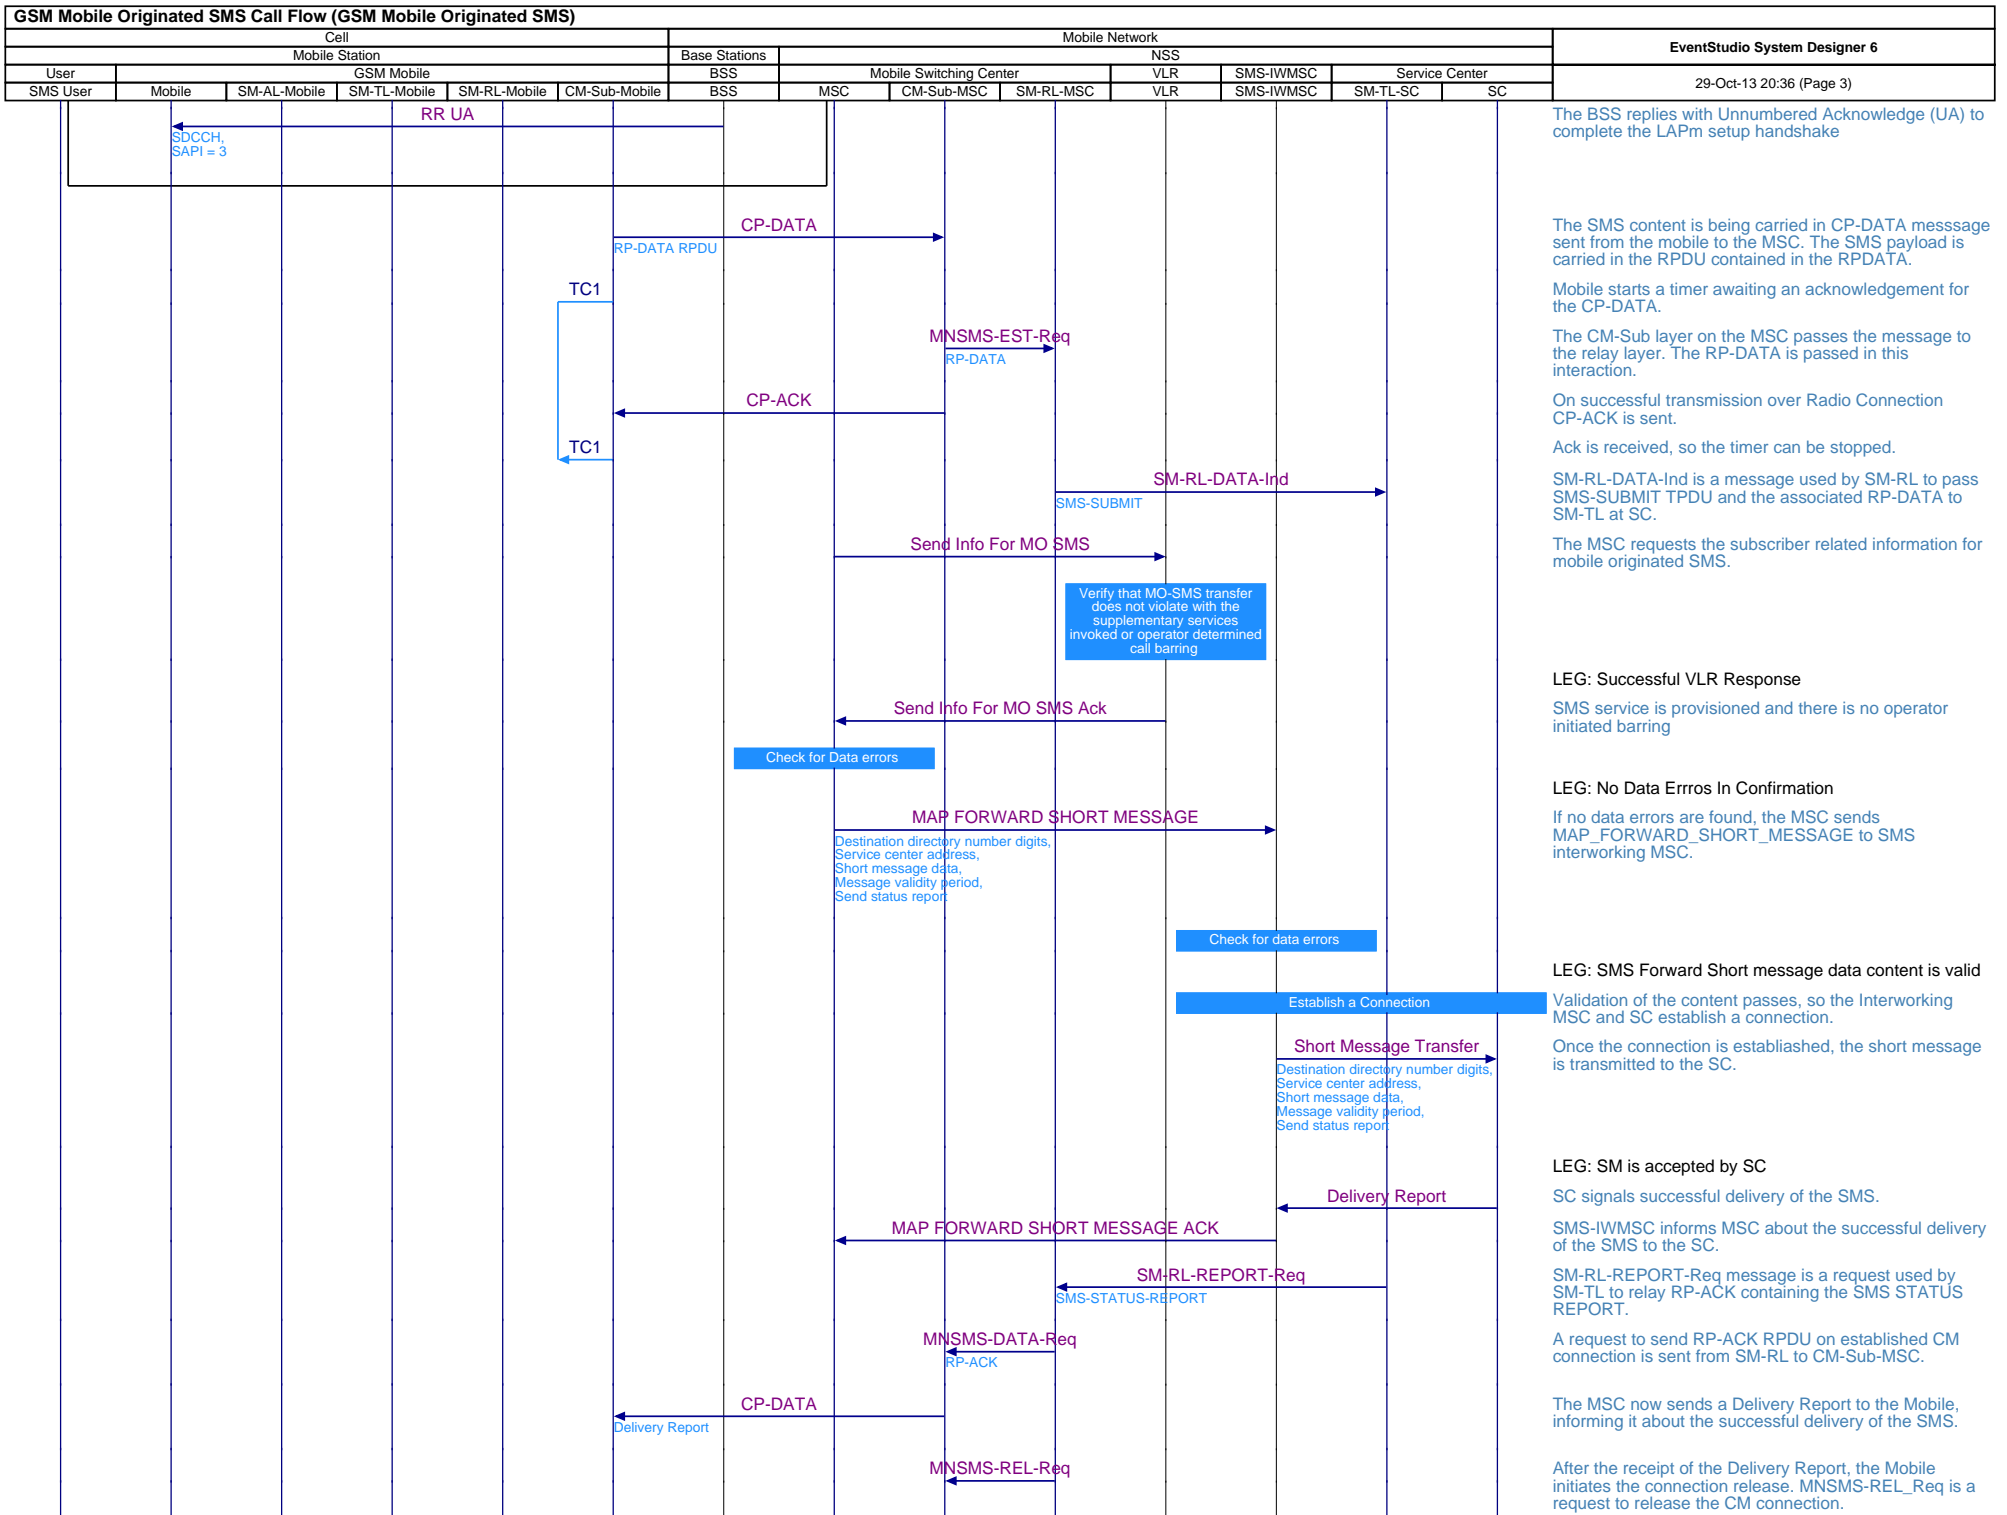 GSM Mobile Originated SMS Call Flow (GSM Mobile Originated SMS)
Cell
Mobile Network
EventStudio System Designer 6
Mobile Station
Base Stations
NSS
User
GSM Mobile
BSS
Mobile Switching Center
VLR
SMS-IWMSC
Service Center
29-Oct-13 20:36 (Page 3)
SMS User
Mobile
SM-AL-Mobile
SM-TL-Mobile
SM-RL-Mobile
CM-Sub-Mobile
BSS
MSC
CM-Sub-MSC
SM-RL-MSC
VLR
SMS-IWMSC
SM-TL-SC
SC
RR UA
SDCCH,
SAPI = 3
The BSS replies with Unnumbered Acknowledge (UA) to
complete the LAPm setup handshake
CP-DATA
RP-DATA RPDU
The SMS content is being carried in CP-DATA messsage
sent from the mobile to the MSC. The SMS payload is
carried in the RPDU contained in the RPDATA.
TC1
Mobile starts a timer awaiting an acknowledgement for
the CP-DATA.
MNSMS-EST-Req
RP-DATA
The CM-Sub layer on the MSC passes the message to
the relay layer. The RP-DATA is passed in this
interaction.
CP-ACK
On successful transmission over Radio Connection
CP-ACK is sent.
TC1
Ack is received, so the timer can be stopped.
SM-RL-DATA-Ind
SMS-SUBMIT
SM-RL-DATA-Ind is a message used by SM-RL to pass
SMS-SUBMIT TPDU and the associated RP-DATA to
SM-TL at SC.
Send Info For MO SMS
The MSC requests the subscriber related information for
mobile originated SMS.
Verify that MO-SMS transfer
does not violate with the
supplementary services
invoked or operator determined
call barring
LEG: Successful VLR Response
Send Info For MO SMS Ack
SMS service is provisioned and there is no operator
initiated barring
Check for Data errors
LEG: No Data Errros In Confirmation
MAP FORWARD SHORT MESSAGE
Destination directory number digits,
Service center address,
Short message data,
Message validity period,
Send status report
If no data errors are found, the MSC sends
MAP_FORWARD_SHORT_MESSAGE to SMS
interworking MSC.
Check for data errors
LEG: SMS Forward Short message data content is valid
Establish a Connection
Validation of the content passes, so the Interworking
MSC and SC establish a connection.
Short Message Transfer
Destination directory number digits,
Service center address,
Short message data,
Message validity period,
Send status report
Once the connection is establiashed, the short message
is transmitted to the SC.
LEG: SM is accepted by SC
Delivery Report
SC signals successful delivery of the SMS.
MAP FORWARD SHORT MESSAGE ACK
SMS-IWMSC informs MSC about the successful delivery
of the SMS to the SC.
SM-RL-REPORT-Req
SMS-STATUS-REPORT
SM-RL-REPORT-Req message is a request used by
SM-TL to relay RP-ACK containing the SMS STATUS
REPORT.
MNSMS-DATA-Req
RP-ACK
A request to send RP-ACK RPDU on established CM
connection is sent from SM-RL to CM-Sub-MSC.
CP-DATA
Delivery Report
The MSC now sends a Delivery Report to the Mobile,
informing it about the successful delivery of the SMS.
MNSMS-REL-Req
After the receipt of the Delivery Report, the Mobile
initiates the connection release. MNSMS-REL_Req is a
request to release the CM connection.